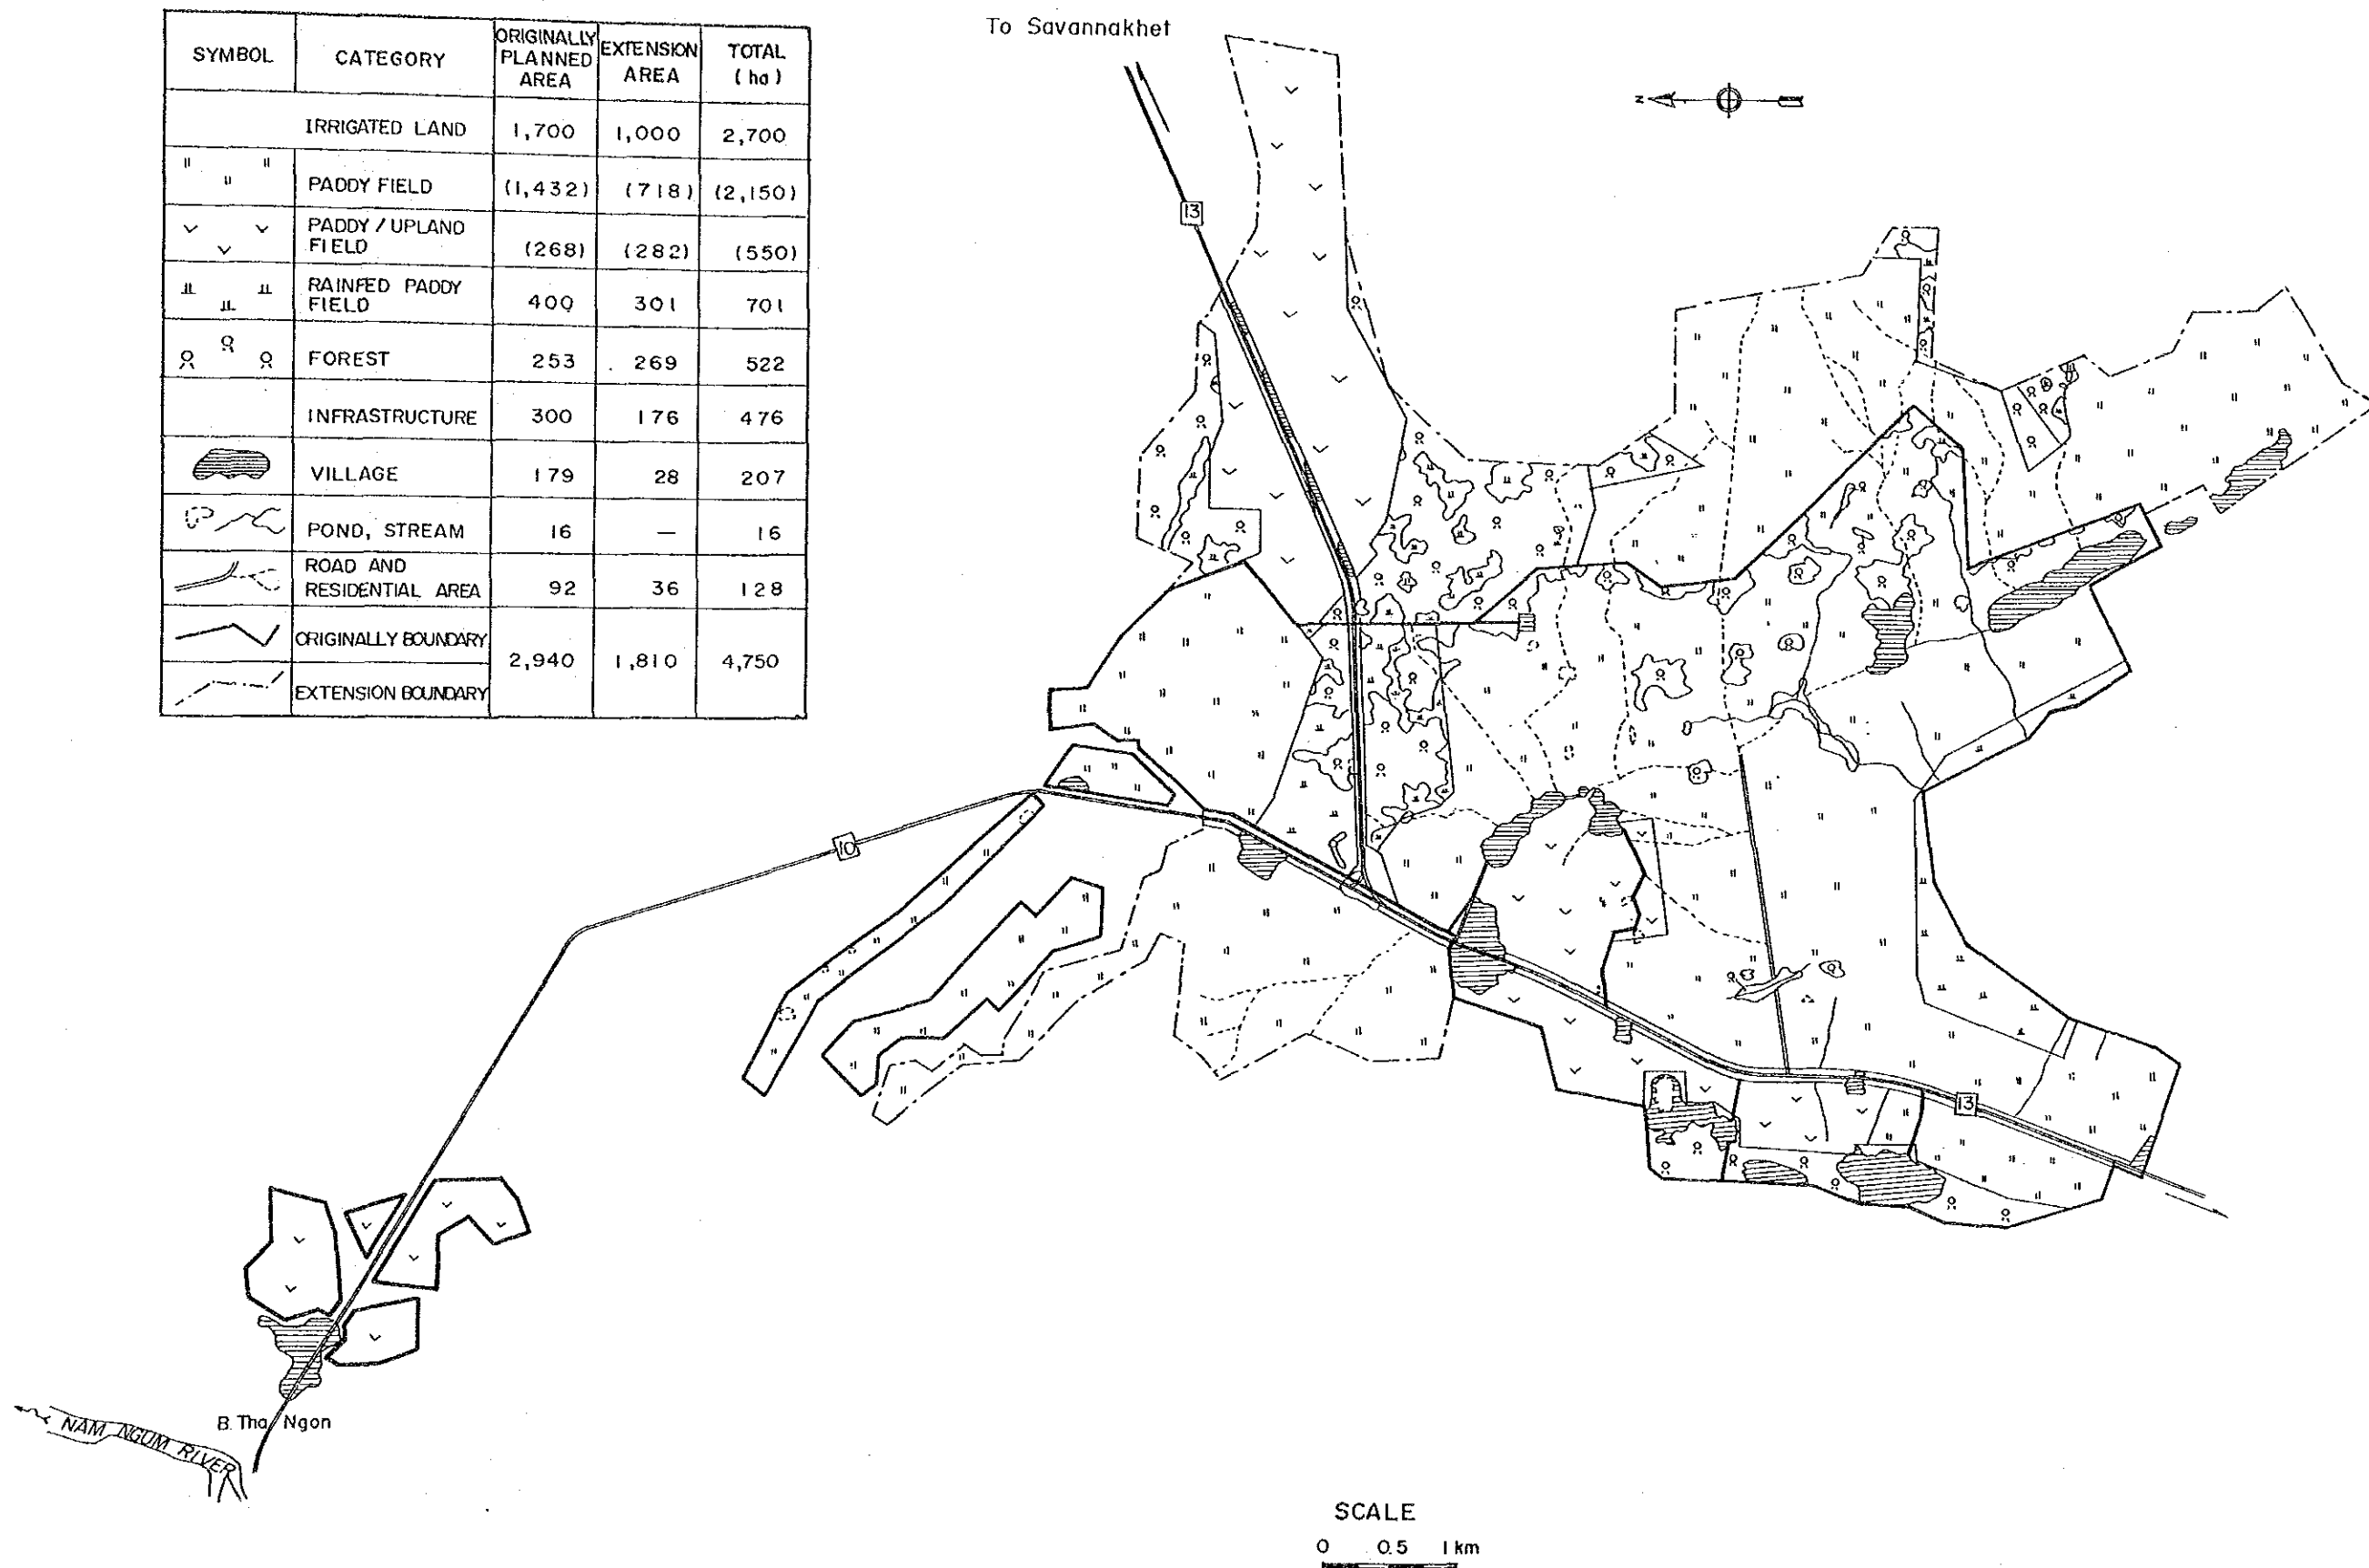 SYMBOL CATEGORY ORIGINALLY PLANNED AREA EXTENSION AREA TOTAL (ha)
IRRIGATED LAND 1,700 1,000 2,700
PADDY FIELD (1,432) (718) (2,150)
PADDY / UPLAND FIELD (268) (282) (550)
RAINFED PADDY FIELD 400 301 701
FOREST 253 269 522
INFRASTRUCTURE 300 176 476
VILLAGE 179 28 207
POND, STREAM 16 — 16
ROAD AND RESIDENTIAL AREA 92 36 128
ORIGINALLY BOUNDARY 2,940 1,810 4,750
EXTENSION BOUNDARY
To Savannakhet
N
13
10
13
B. Tha Ngon
NAM NGUM RIVER
SCALE
0 0.5 1 km